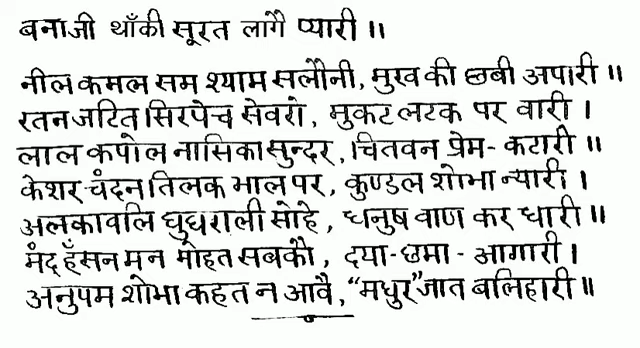 बनाजी थाँकी सूरत लागै प्यारी ॥
नील कमल सम श्याम सलौनी, मुख की छबी अपारी ॥
रतन जटित सिरपेच सेवरो, मुकट लटक पर वारी ।
लाल कपोल नासिका सुन्दर, चितवन प्रेम - कटारी ॥
केशर-चंदन तिलक भाल पर, कुण्डल शोभा न्यारी ।
अलकावलि घुघराली सोहे, धनुष वाण कर धारी ॥
मंद हँसन मन मोहत सबकौ, दया - छमा - आगारी ।
अनुपम शोभा कहत न आवै, "मधुर" जात बलिहारी ॥